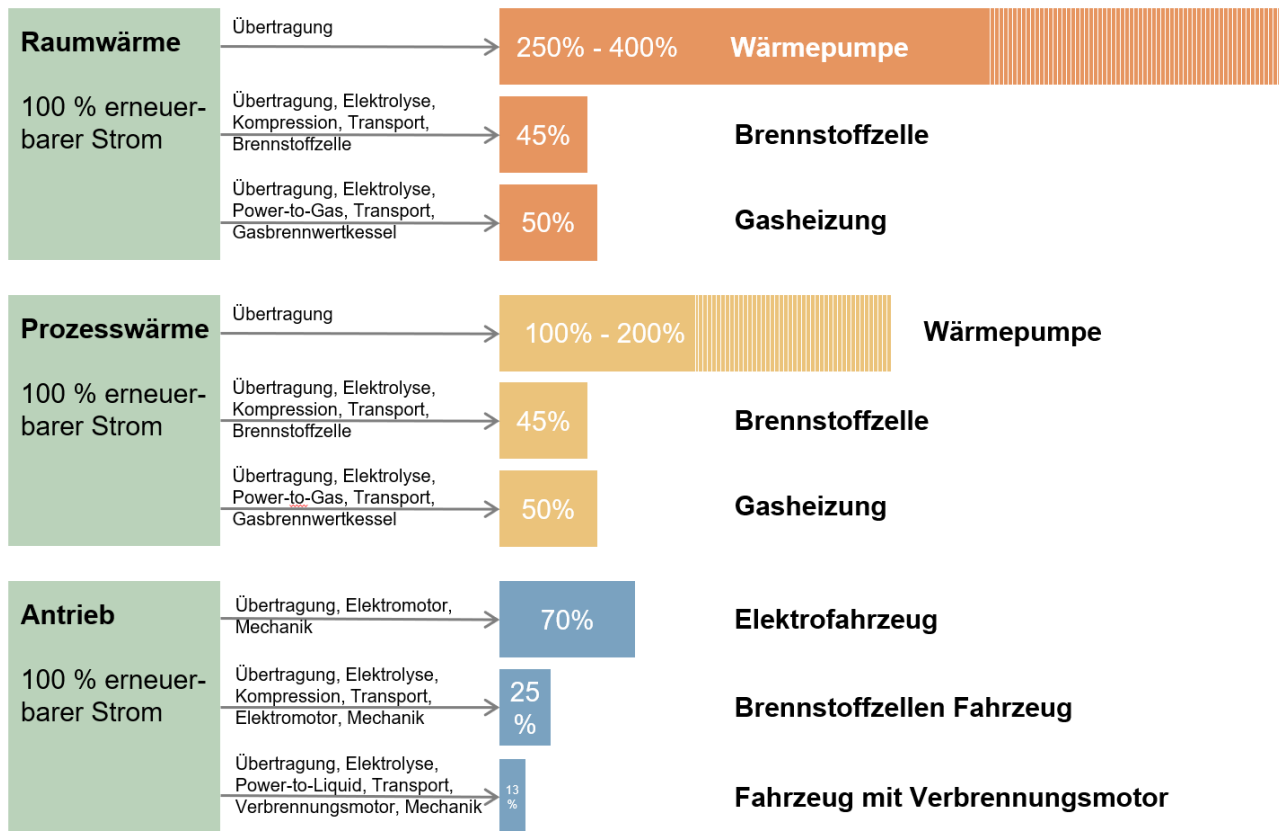 Raumwärme
100 % erneuer-
barer Strom
Übertragung
250% - 400%
Wärmepumpe
Übertragung, Elektrolyse,
Kompression, Transport,
Brennstoffzelle
45%
Brennstoffzelle
Übertragung, Elektrolyse,
Power-to-Gas, Transport,
Gasbrennwertkessel
50%
Gasheizung
Prozesswärme
100 % erneuer-
barer Strom
Übertragung
100% - 200%
Wärmepumpe
Übertragung, Elektrolyse,
Kompression, Transport,
Brennstoffzelle
45%
Brennstoffzelle
Übertragung, Elektrolyse,
Power-to-Gas, Transport,
Gasbrennwertkessel
50%
Gasheizung
Antrieb
100 % erneuer-
barer Strom
Übertragung, Elektromotor,
Mechanik
70%
Elektrofahrzeug
Übertragung, Elektrolyse,
Kompression, Transport,
Elektromotor, Mechanik
25
%
Brennstoffzellen Fahrzeug
Übertragung, Elektrolyse,
Power-to-Liquid, Transport,
Verbrennungsmotor, Mechanik
13
%
Fahrzeug mit Verbrennungsmotor